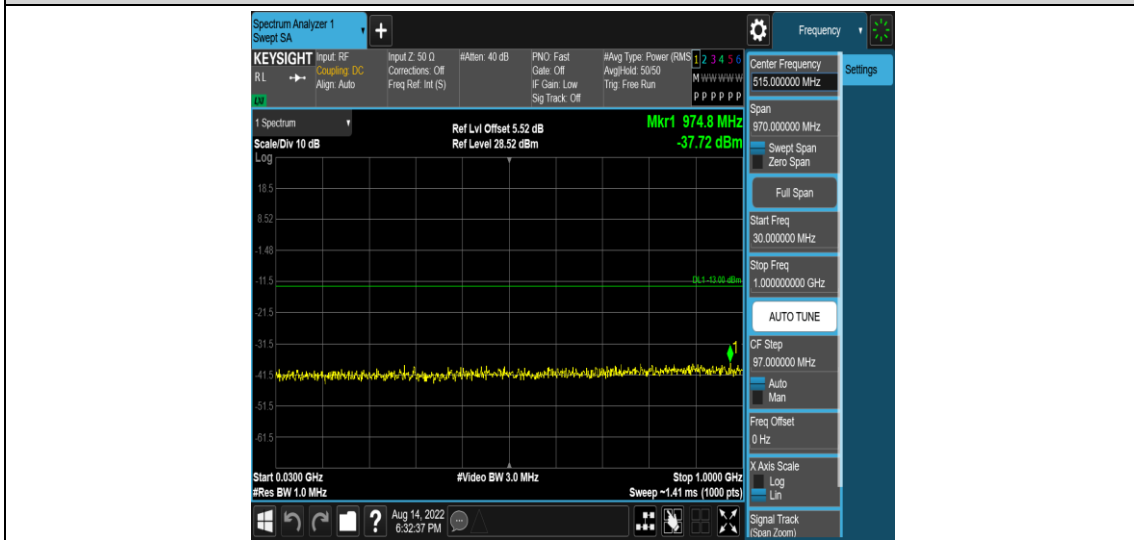 Spectrum Analyzer 1
Swept SA
+
Frequency
KEYSIGHT
RL
LXI
Input: RF
Coupling: DC
Align: Auto
Input Z: 50 Ω
Corrections: Off
Freq Ref: Int (S)
#Atten: 40 dB
PNO: Fast
Gate: Off
IF Gain: Low
Sig Track: Off
#Avg Type: Power (RMS
Avg|Hold: 50/50
Trig: Free Run
1 2 3 4 5 6
M W W W W W
P P P P P P
Center Frequency
515.000000 MHz
Settings
1 Spectrum
Ref Lvl Offset 5.52 dB
Mkr1 974.8 MHz
Scale/Div 10 dB
Ref Level 28.52 dBm
-37.72 dBm
Log
18.5
8.52
-1.48
-11.5
DL1 -13.00 dBm
-21.5
-31.5
1
-41.5
-51.5
-61.5
Start 0.0300 GHz
#Video BW 3.0 MHz
Stop 1.0000 GHz
#Res BW 1.0 MHz
Sweep ~1.41 ms (1000 pts)
Span
970.000000 MHz
Swept Span
Zero Span
Full Span
Start Freq
30.000000 MHz
Stop Freq
1.000000000 GHz
AUTO TUNE
CF Step
97.000000 MHz
Auto
Man
Freq Offset
0 Hz
X Axis Scale
Log
Lin
Signal Track
(Span Zoom)
?
Aug 14, 2022
6:32:37 PM